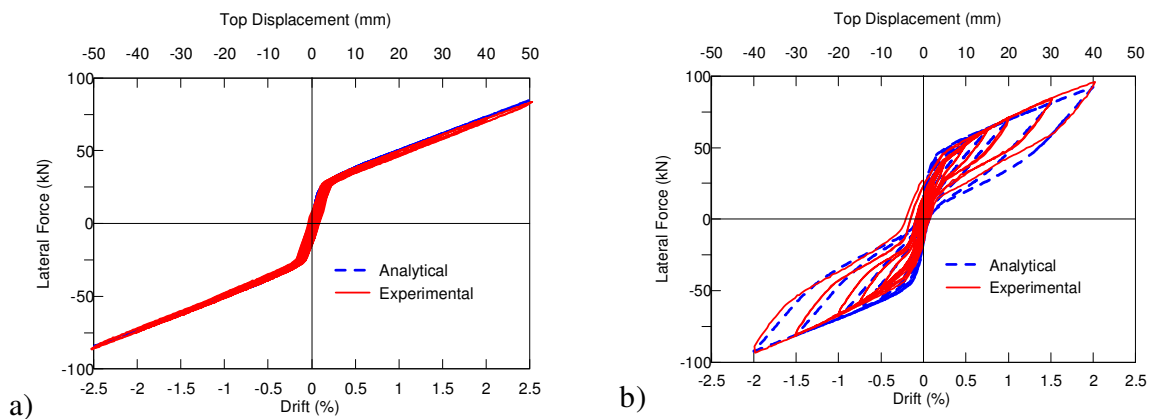 Top Displacement (mm)
-50 -40 -30 -20 -10 0 10 20 30 40 50
100
50
0
-50
-100
Lateral Force (kN)
Analytical
Experimental
-2.5 -2 -1.5 -1 -0.5 0 0.5 1 1.5 2 2.5
Drift (%)
a)
Top Displacement (mm)
-50 -40 -30 -20 -10 0 10 20 30 40 50
100
50
0
-50
-100
Lateral Force (kN)
Analytical
Experimental
-2.5 -2 -1.5 -1 -0.5 0 0.5 1 1.5 2 2.5
Drift (%)
b)